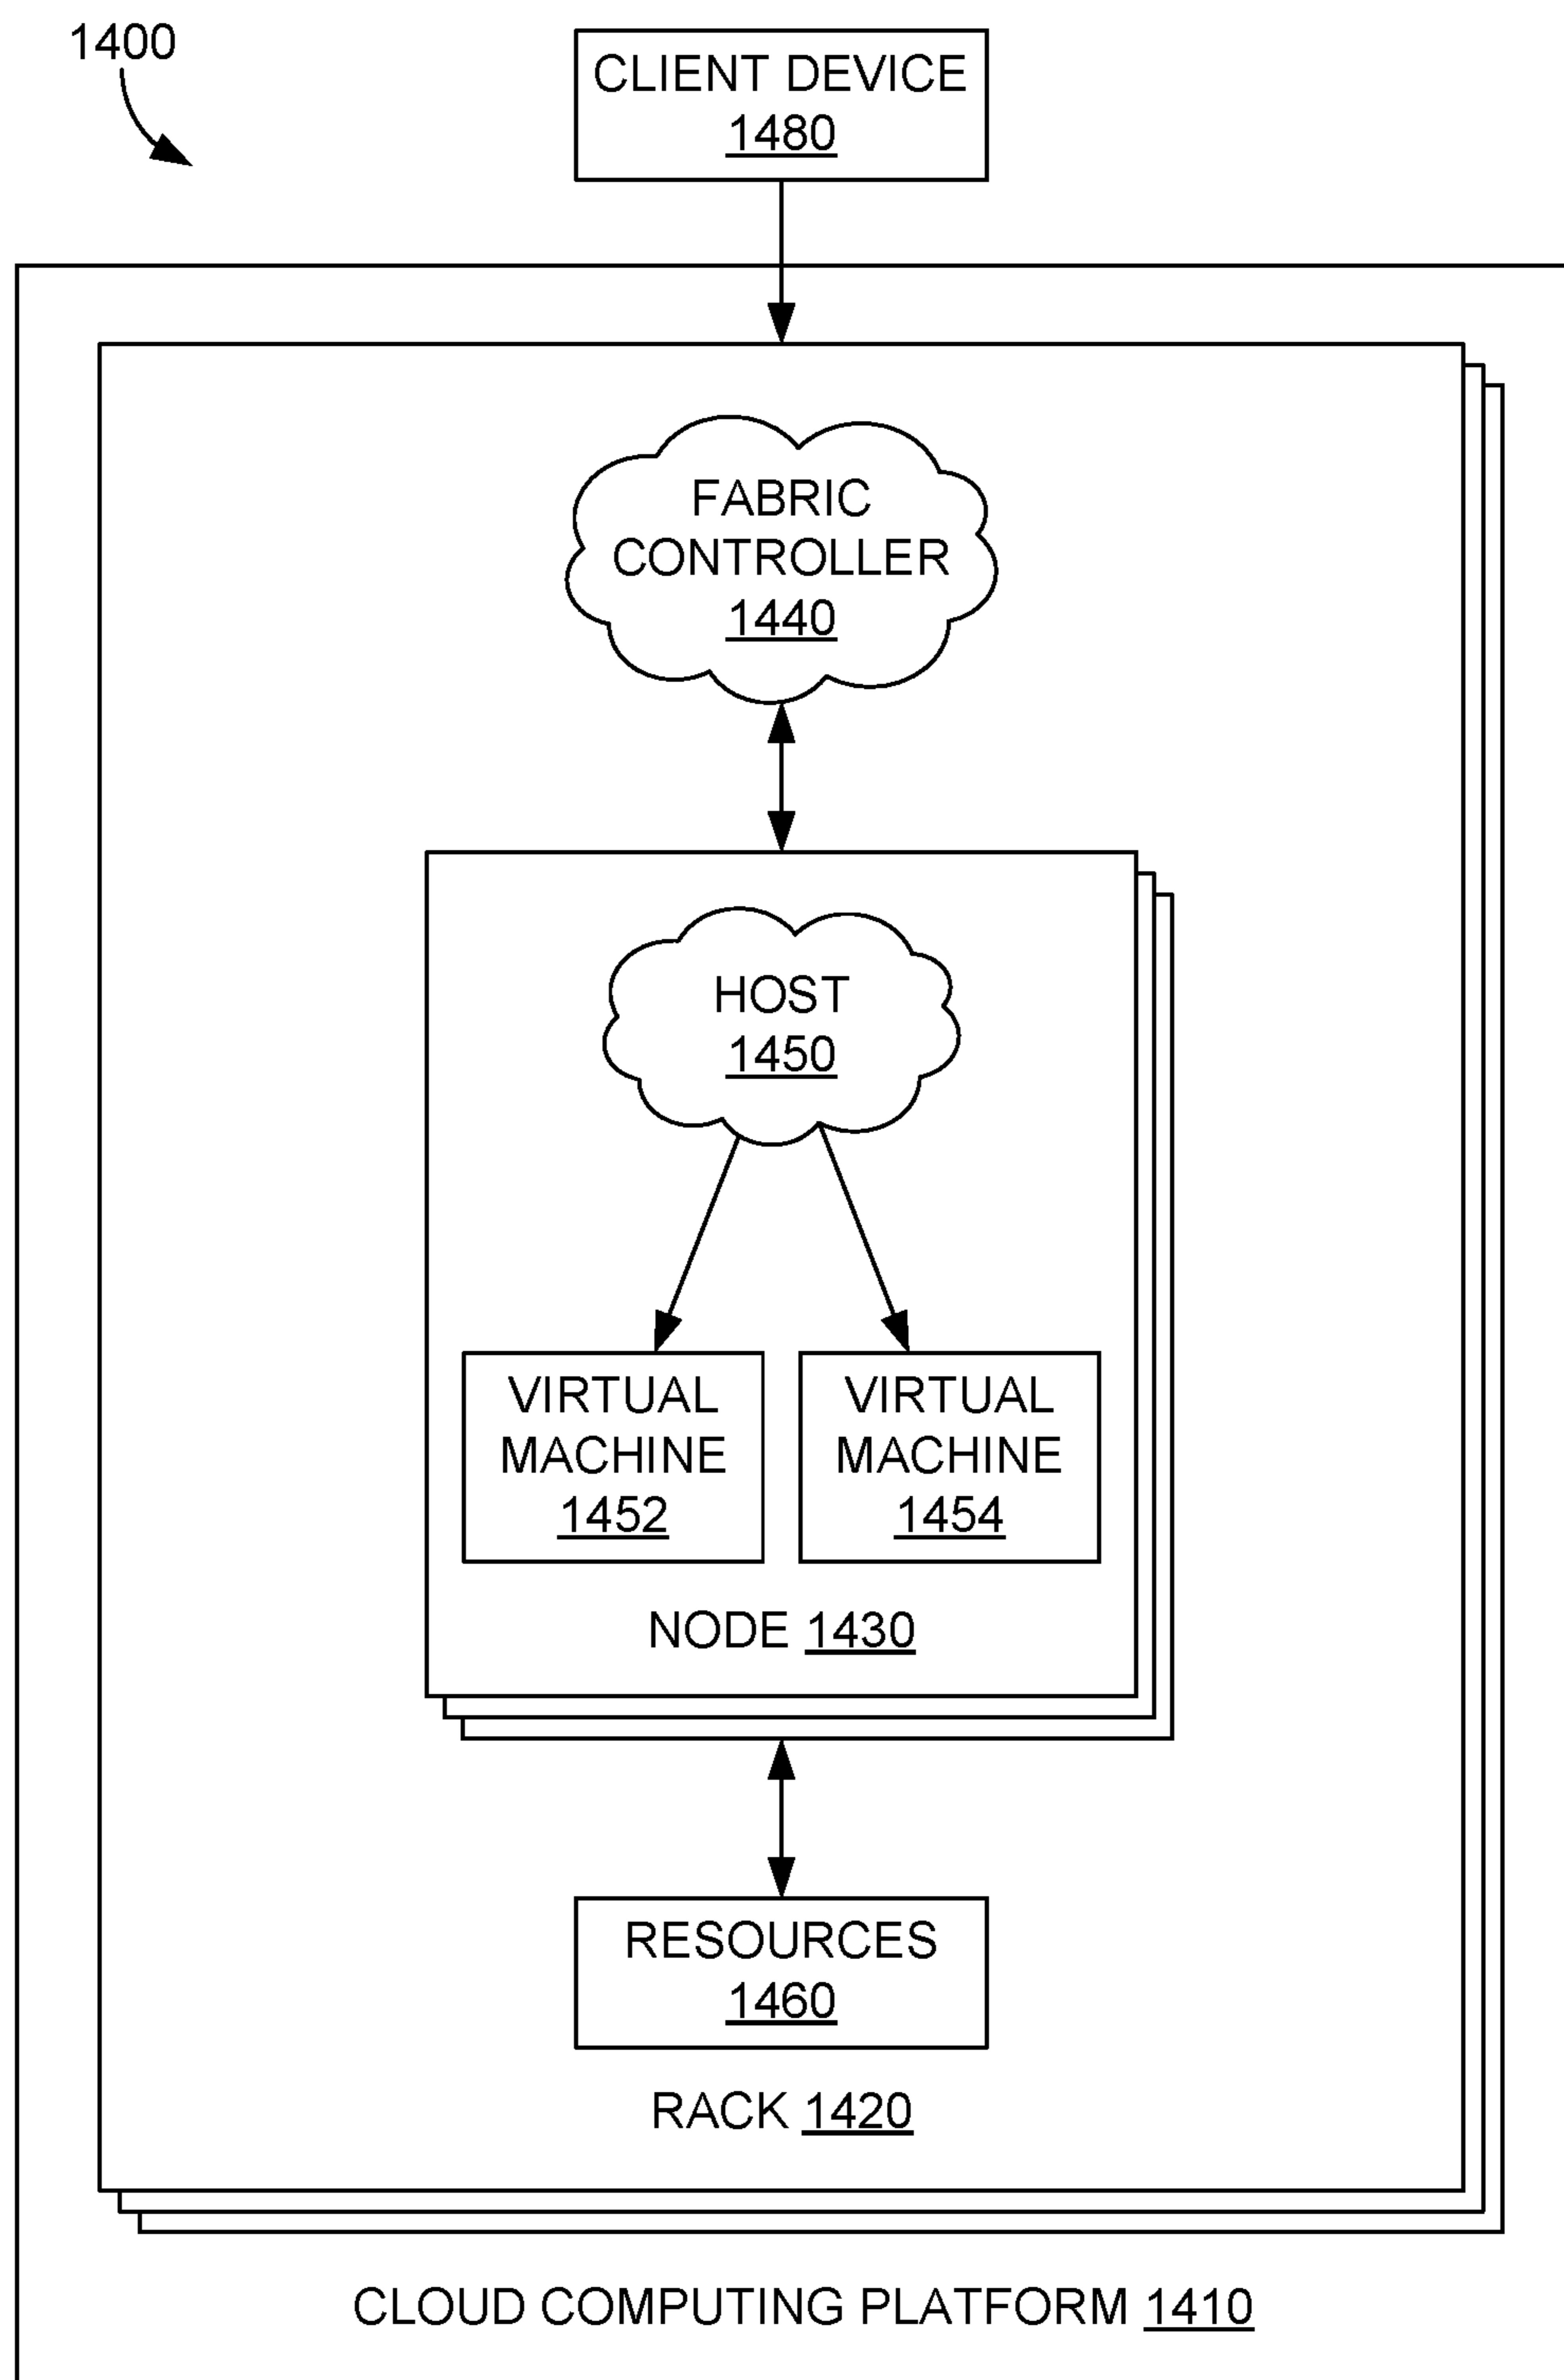 1400
CLIENT DEVICE
1480
FABRIC
CONTROLLER
1440
HOST
1450
VIRTUAL
MACHINE
1452
VIRTUAL
MACHINE
1454
NODE 1430
RESOURCES
1460
RACK 1420
CLOUD COMPUTING PLATFORM 1410